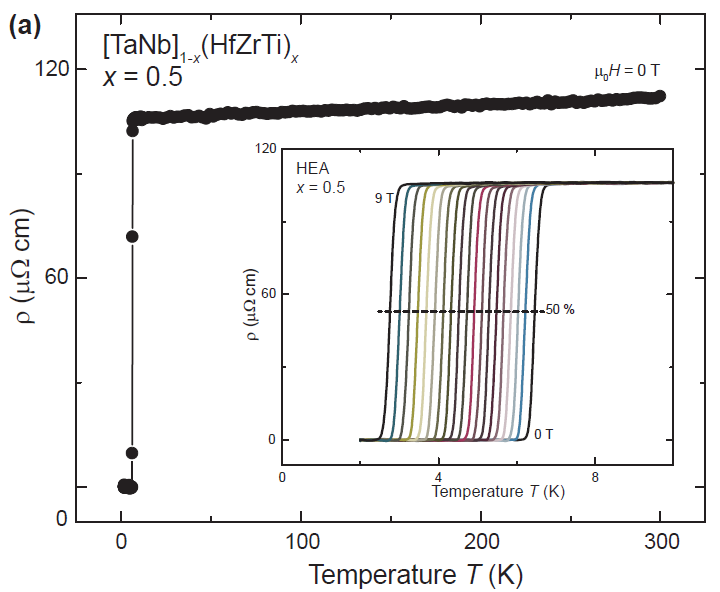 (a)
[TaNb]1-x(HfZrTi)x
x = 0.5
μ0H = 0 T
120
60
0
ρ (μΩ cm)
0
100
200
300
Temperature T (K)
HEA
x = 0.5
9 T
50 %
0 T
120
60
0
ρ (μΩ cm)
0
4
8
Temperature T (K)